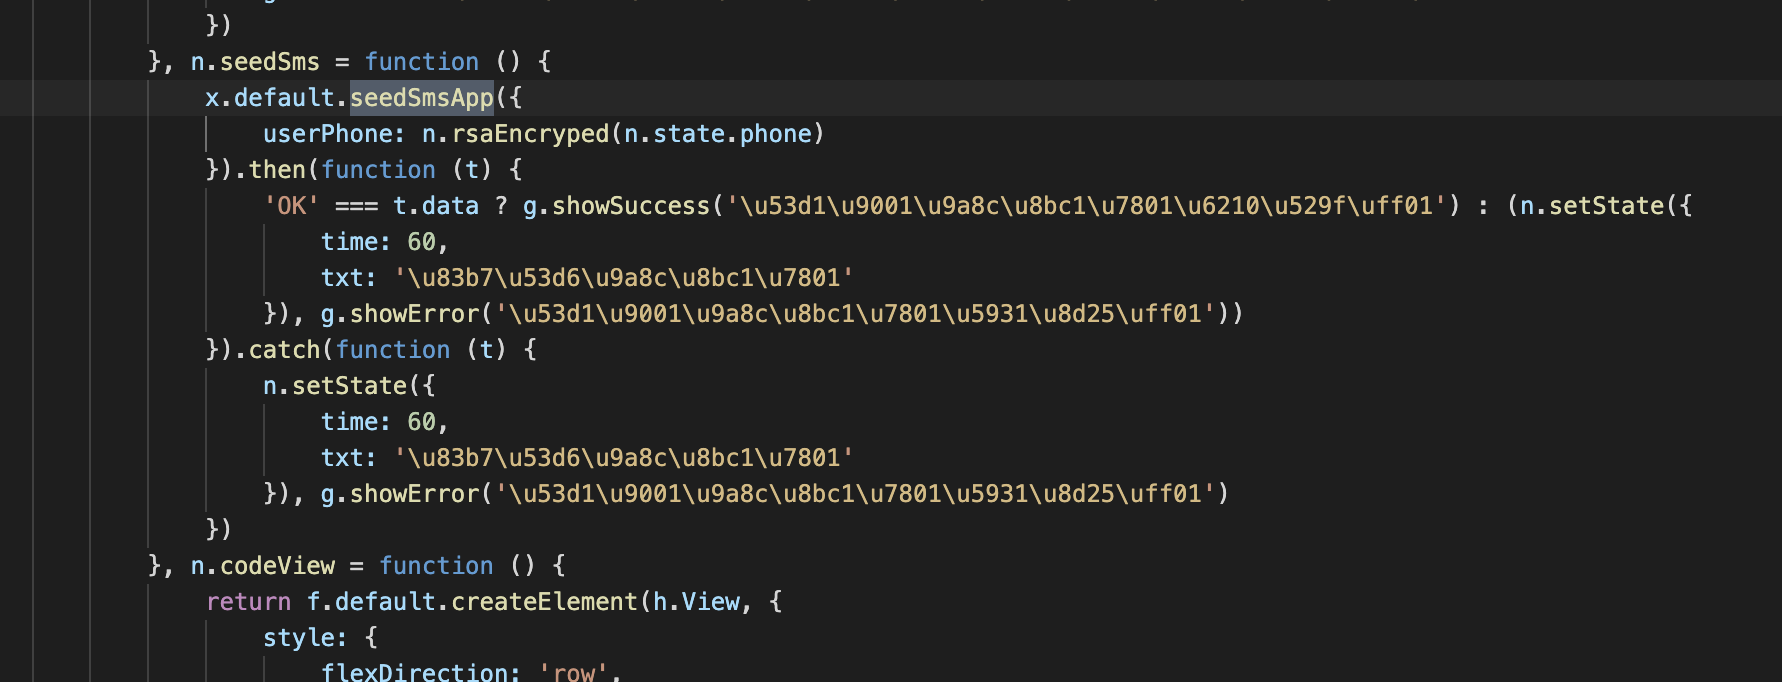 })
}, n.seedSms = function () {
x.default.seedSmsApp({
userPhone: n.rsaEncryped(n.state.phone)
}).then(function (t) {
'OK' === t.data ? g.showSuccess('\u53d1\u9001\u9a8c\u8bc1\u7801\u6210\u529f\uff01') : (n.setState({
time: 60,
txt: '\u83b7\u53d6\u9a8c\u8bc1\u7801'
}), g.showError('\u53d1\u9001\u9a8c\u8bc1\u7801\u5931\u8d25\uff01'))
}).catch(function (t) {
n.setState({
time: 60,
txt: '\u83b7\u53d6\u9a8c\u8bc1\u7801'
}), g.showError('\u53d1\u9001\u9a8c\u8bc1\u7801\u5931\u8d25\uff01')
})
}, n.codeView = function () {
return f.default.createElement(h.View, {
style: {
flexDirection: 'row',